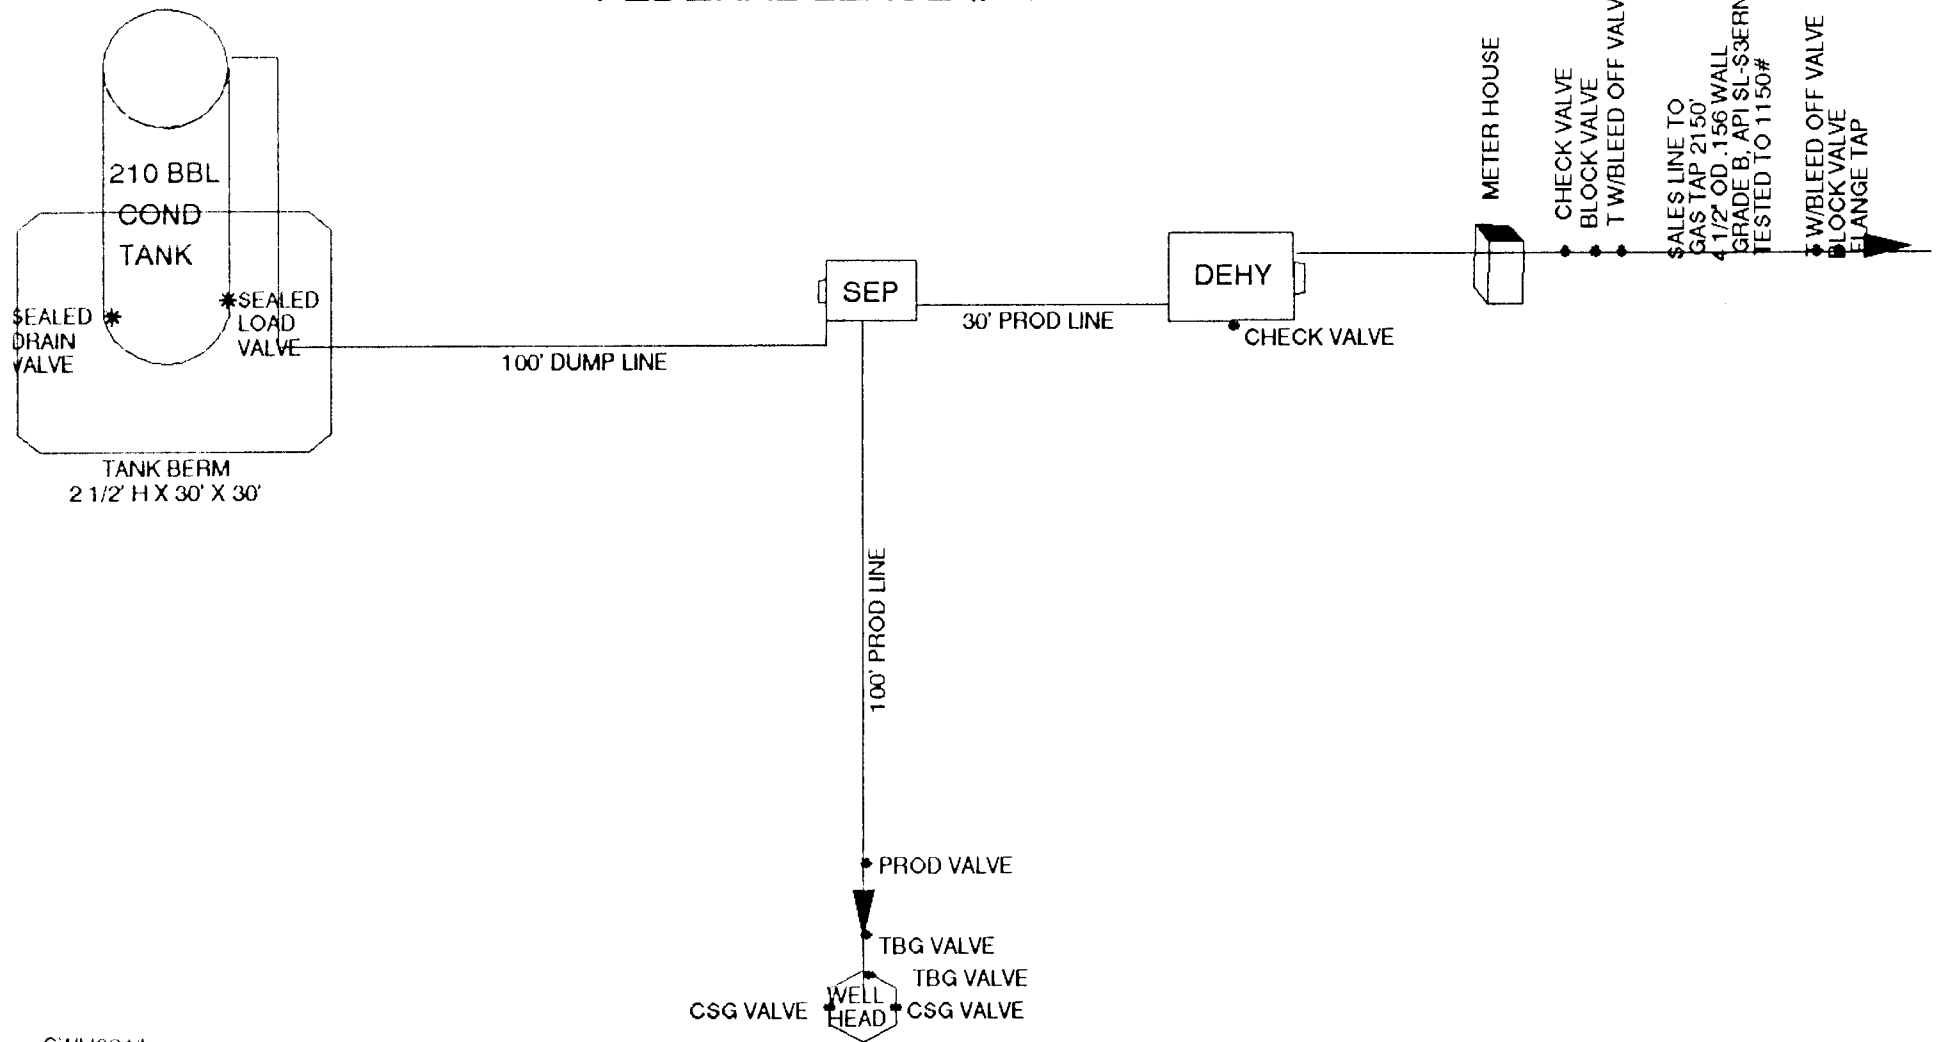 210 BBL
COND
TANK
SEALED
DRAIN
VALVE
SEALED
LOAD
VALVE
TANK BERM
2 1/2' H X 30' X 30'
100' DUMP LINE
SEP
30' PROD LINE
DEHY
CHECK VALVE
METER HOUSE
CHECK VALVE
BLOCK VALVE
T W/BLEED OFF VALV
SALES LINE TO
GAS TAP 2150'
4 1/2" OD .156 WALL
GRADE B, API SL-S3ERN
TESTED TO 1150#
T W/BLEED OFF VALVE
BLOCK VALVE
FLANGE TAP
100' PROD LINE
PROD VALVE
TBG VALVE
TBG VALVE
CSG VALVE
WELL
HEAD
CSG VALVE